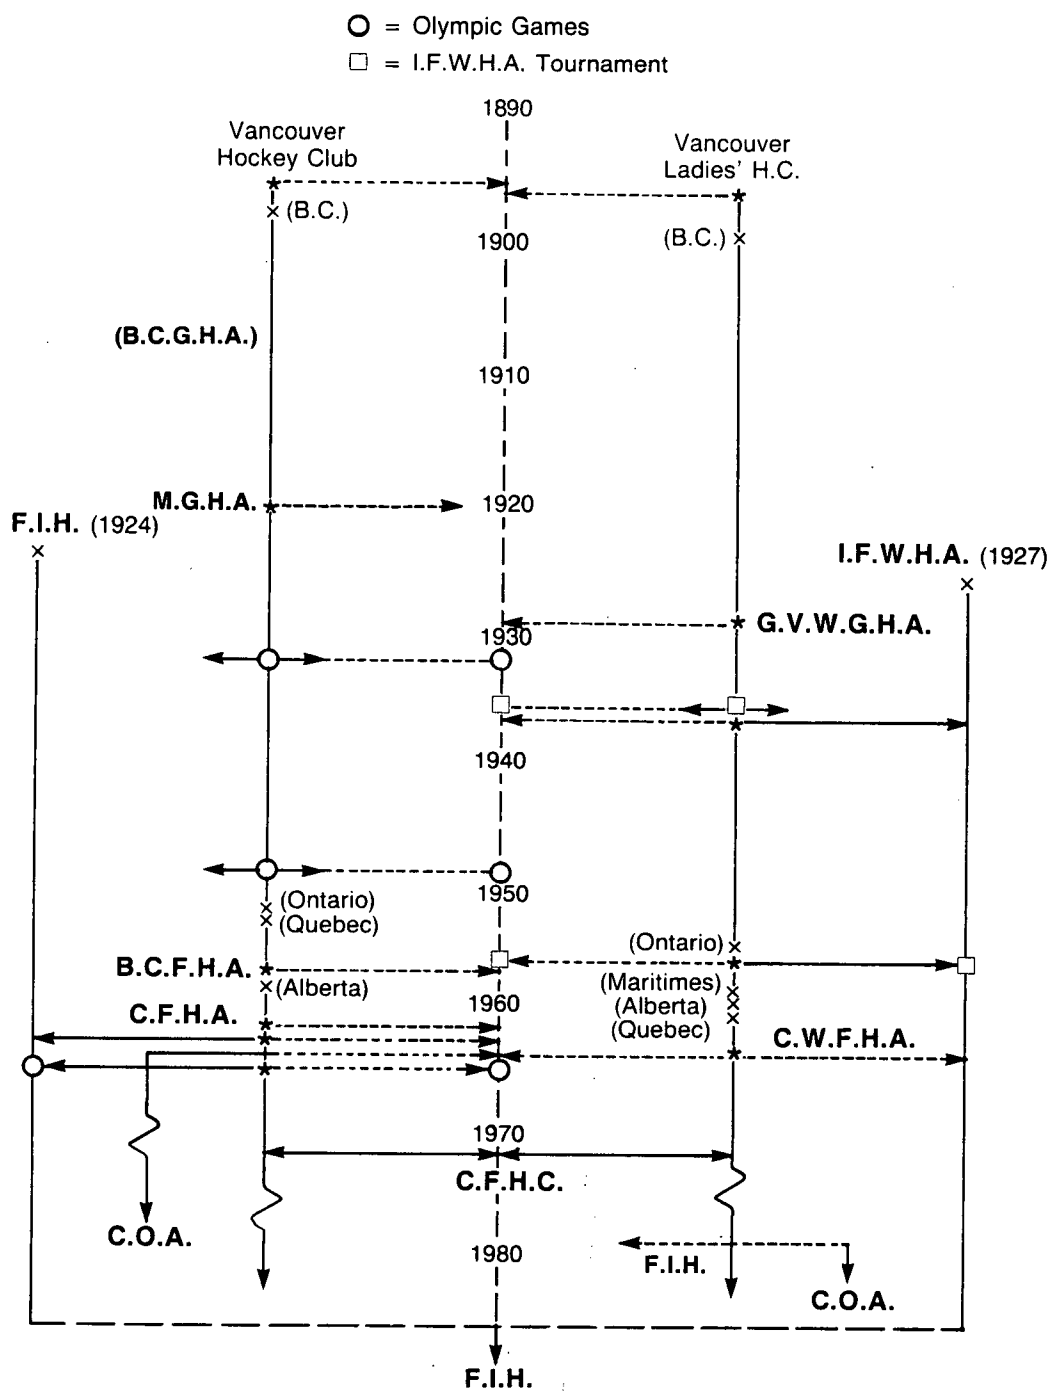 = Olympic Games
= I.F.W.H.A. Tournament
1890
Vancouver
Hockey Club
Vancouver
Ladies' H.C.
(B.C.)
(B.C.)
1900
(B.C.G.H.A.)
1910
M.G.H.A.
1920
F.I.H. (1924)
I.F.W.H.A. (1927)
G.V.W.G.H.A.
1930
1940
1950
(Ontario)
(Quebec)
(Ontario)
B.C.F.H.A.
(Alberta)
(Maritimes)
(Alberta)
(Quebec)
1960
C.F.H.A.
C.W.F.H.A.
1970
C.F.H.C.
C.O.A.
1980
F.I.H.
C.O.A.
F.I.H.